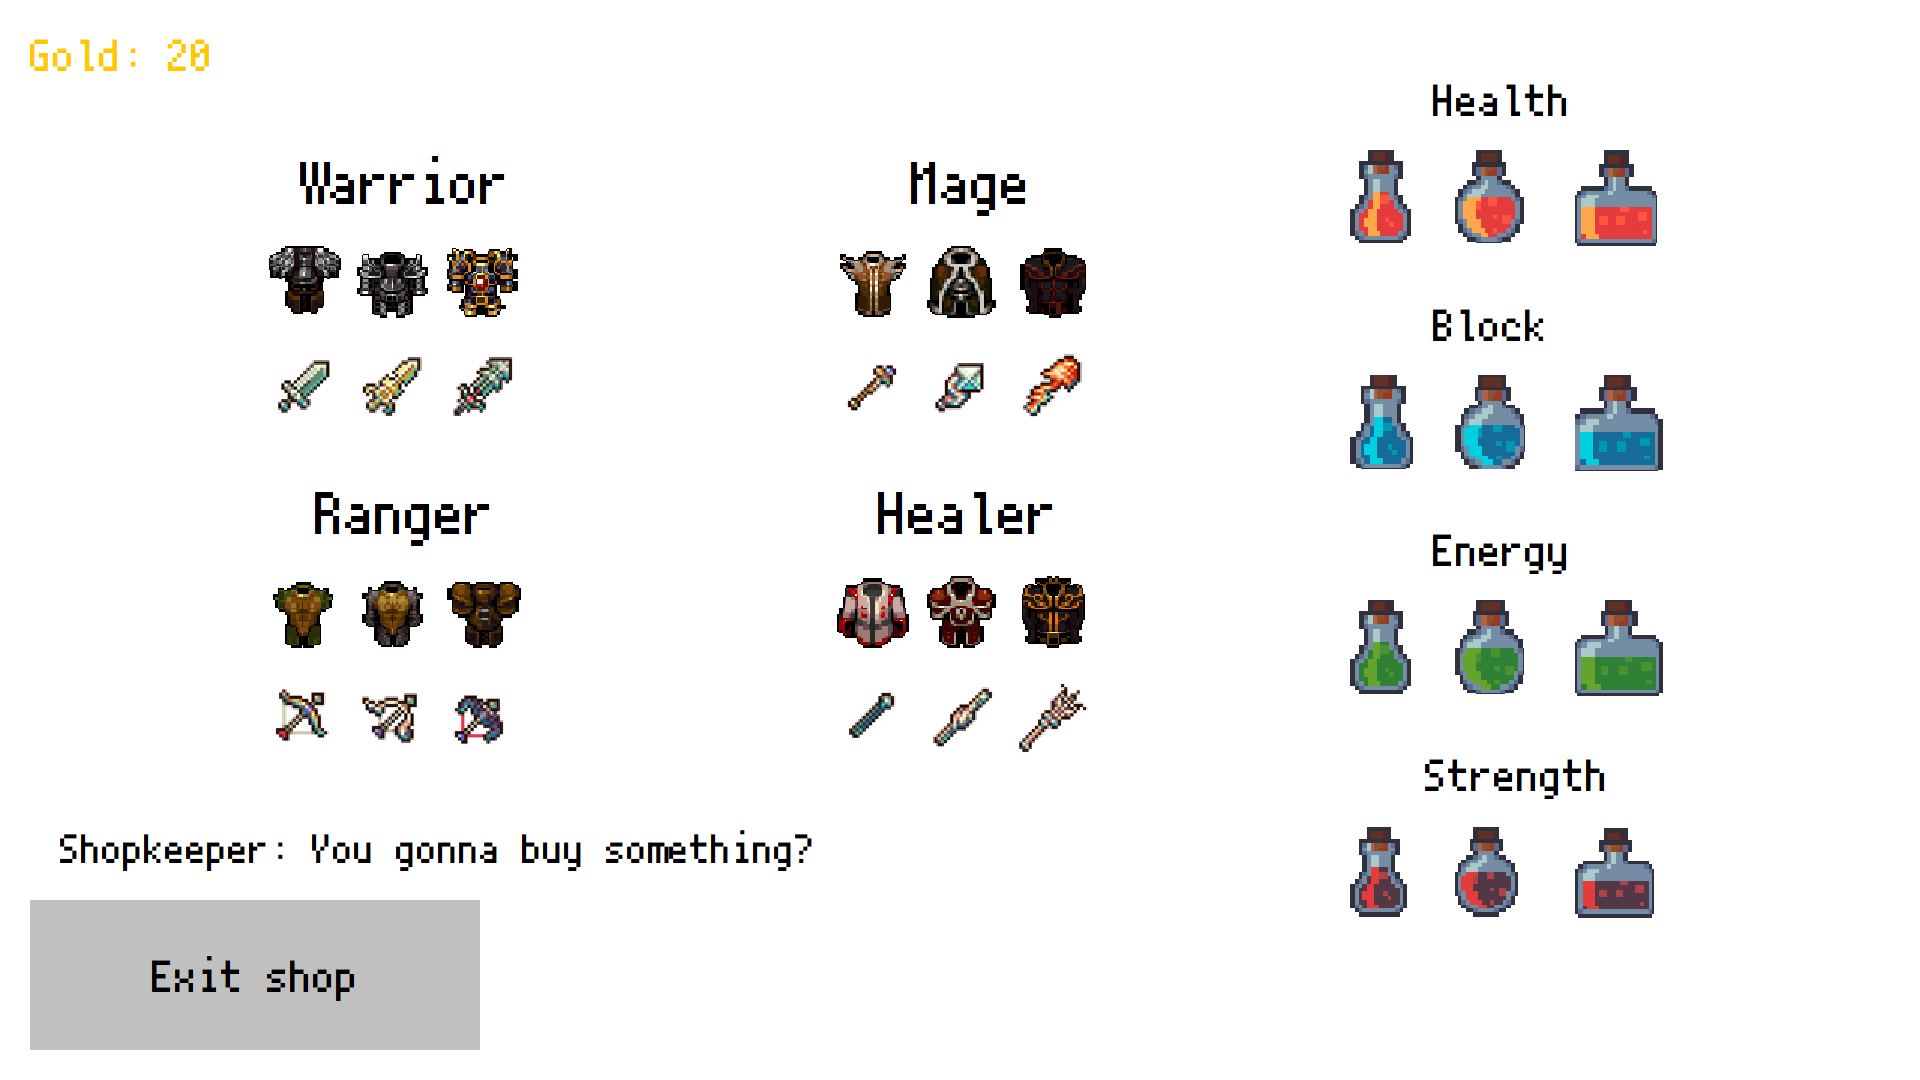 Gold: 20
Warrior
Mage
Ranger
Healer
Health
Block
Energy
Strength
Shopkeeper: You gonna buy something?
Exit shop